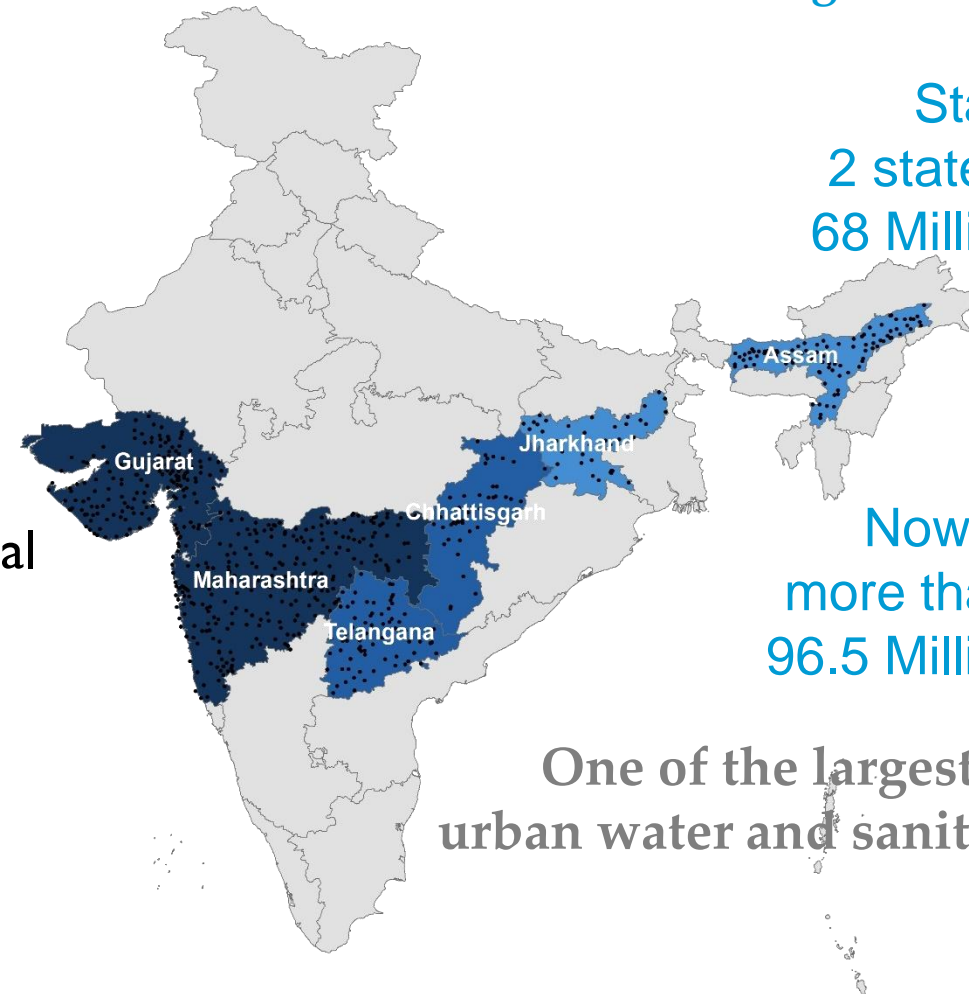 2 state
68 Milli
Assam
Jharkhand
Gujarat
Chhattisgarh
al
Now
Maharashtra
more tha
Telangana
96.5 Milli
One of the largest
urban water and sanit